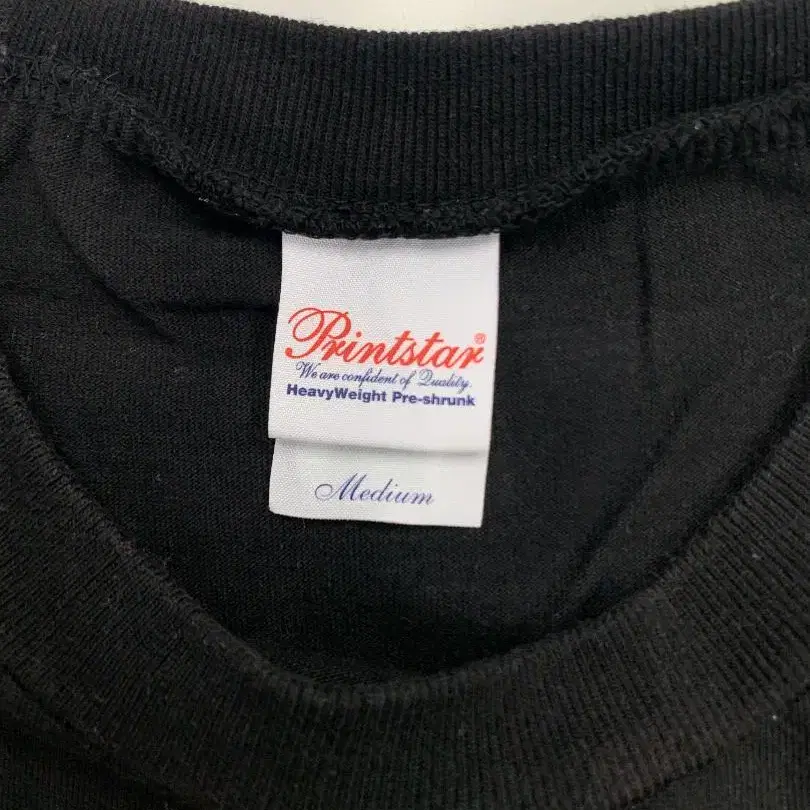 Printstar®
We are confident of Quality.
HeavyWeight Pre-shrunk
Medium